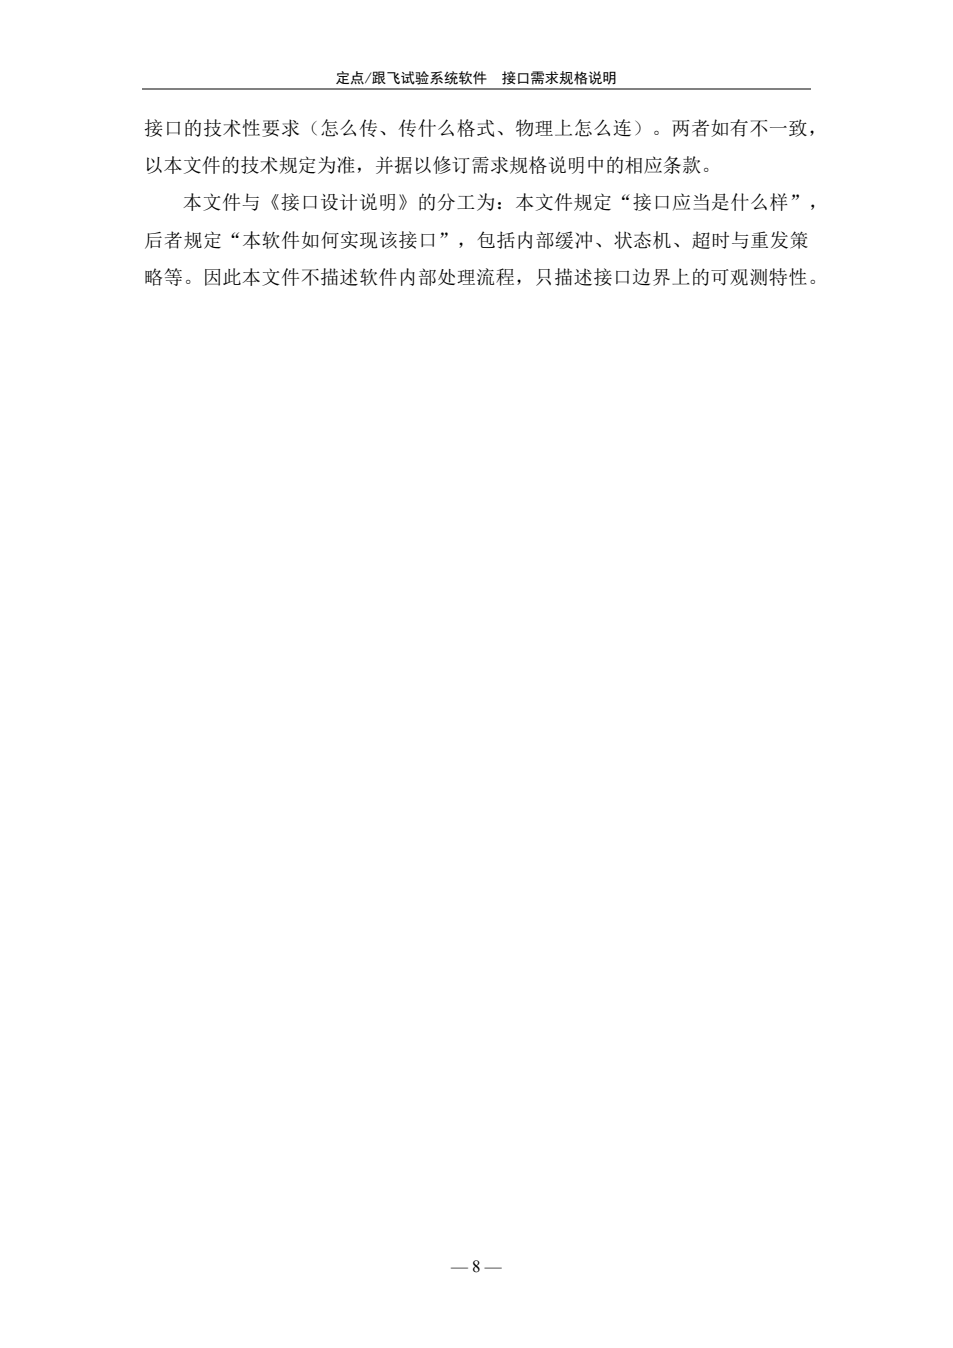 定点/跟飞试验系统软件　接口需求规格说明
接口的技术性要求（怎么传、传什么格式、物理上怎么连）。两者如有不一致，
以本文件的技术规定为准，并据以修订需求规格说明中的相应条款。
本文件与《接口设计说明》的分工为：本文件规定“接口应当是什么样”，
后者规定“本软件如何实现该接口”，包括内部缓冲、状态机、超时与重发策
略等。因此本文件不描述软件内部处理流程，只描述接口边界上的可观测特性。
— 8 —